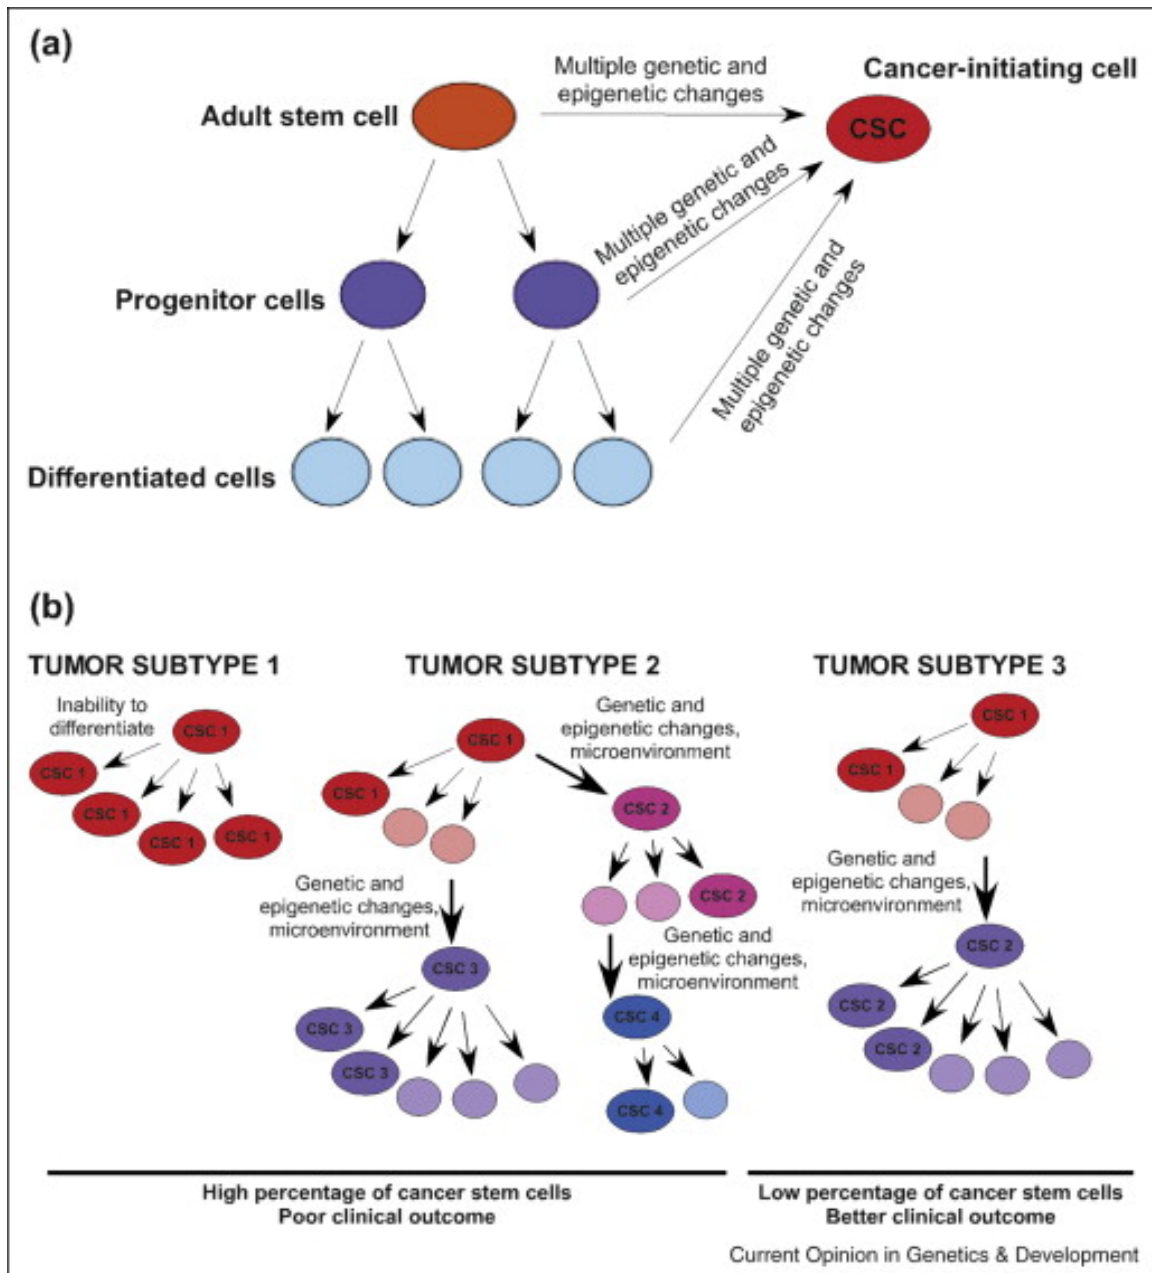 (a)
Multiple genetic and
epigenetic changes
Cancer-initiating cell
Adult stem cell
CSC
Multiple genetic and
epigenetic changes
Progenitor cells
Multiple genetic and
epigenetic changes
Differentiated cells
(b)
TUMOR SUBTYPE 1
Inability to
differentiate
CSC 1
CSC 1
CSC 1
CSC 1
CSC 1
TUMOR SUBTYPE 2
CSC 1
CSC 1
Genetic and
epigenetic changes,
microenvironment
CSC 2
CSC 2
Genetic and
epigenetic changes,
microenvironment
CSC 3
CSC 3
CSC 3
Genetic and
epigenetic changes,
microenvironment
CSC 4
CSC 4
TUMOR SUBTYPE 3
CSC 1
CSC 1
Genetic and
epigenetic changes,
microenvironment
CSC 2
CSC 2
CSC 2
High percentage of cancer stem cells
Poor clinical outcome
Low percentage of cancer stem cells
Better clinical outcome
Current Opinion in Genetics & Development